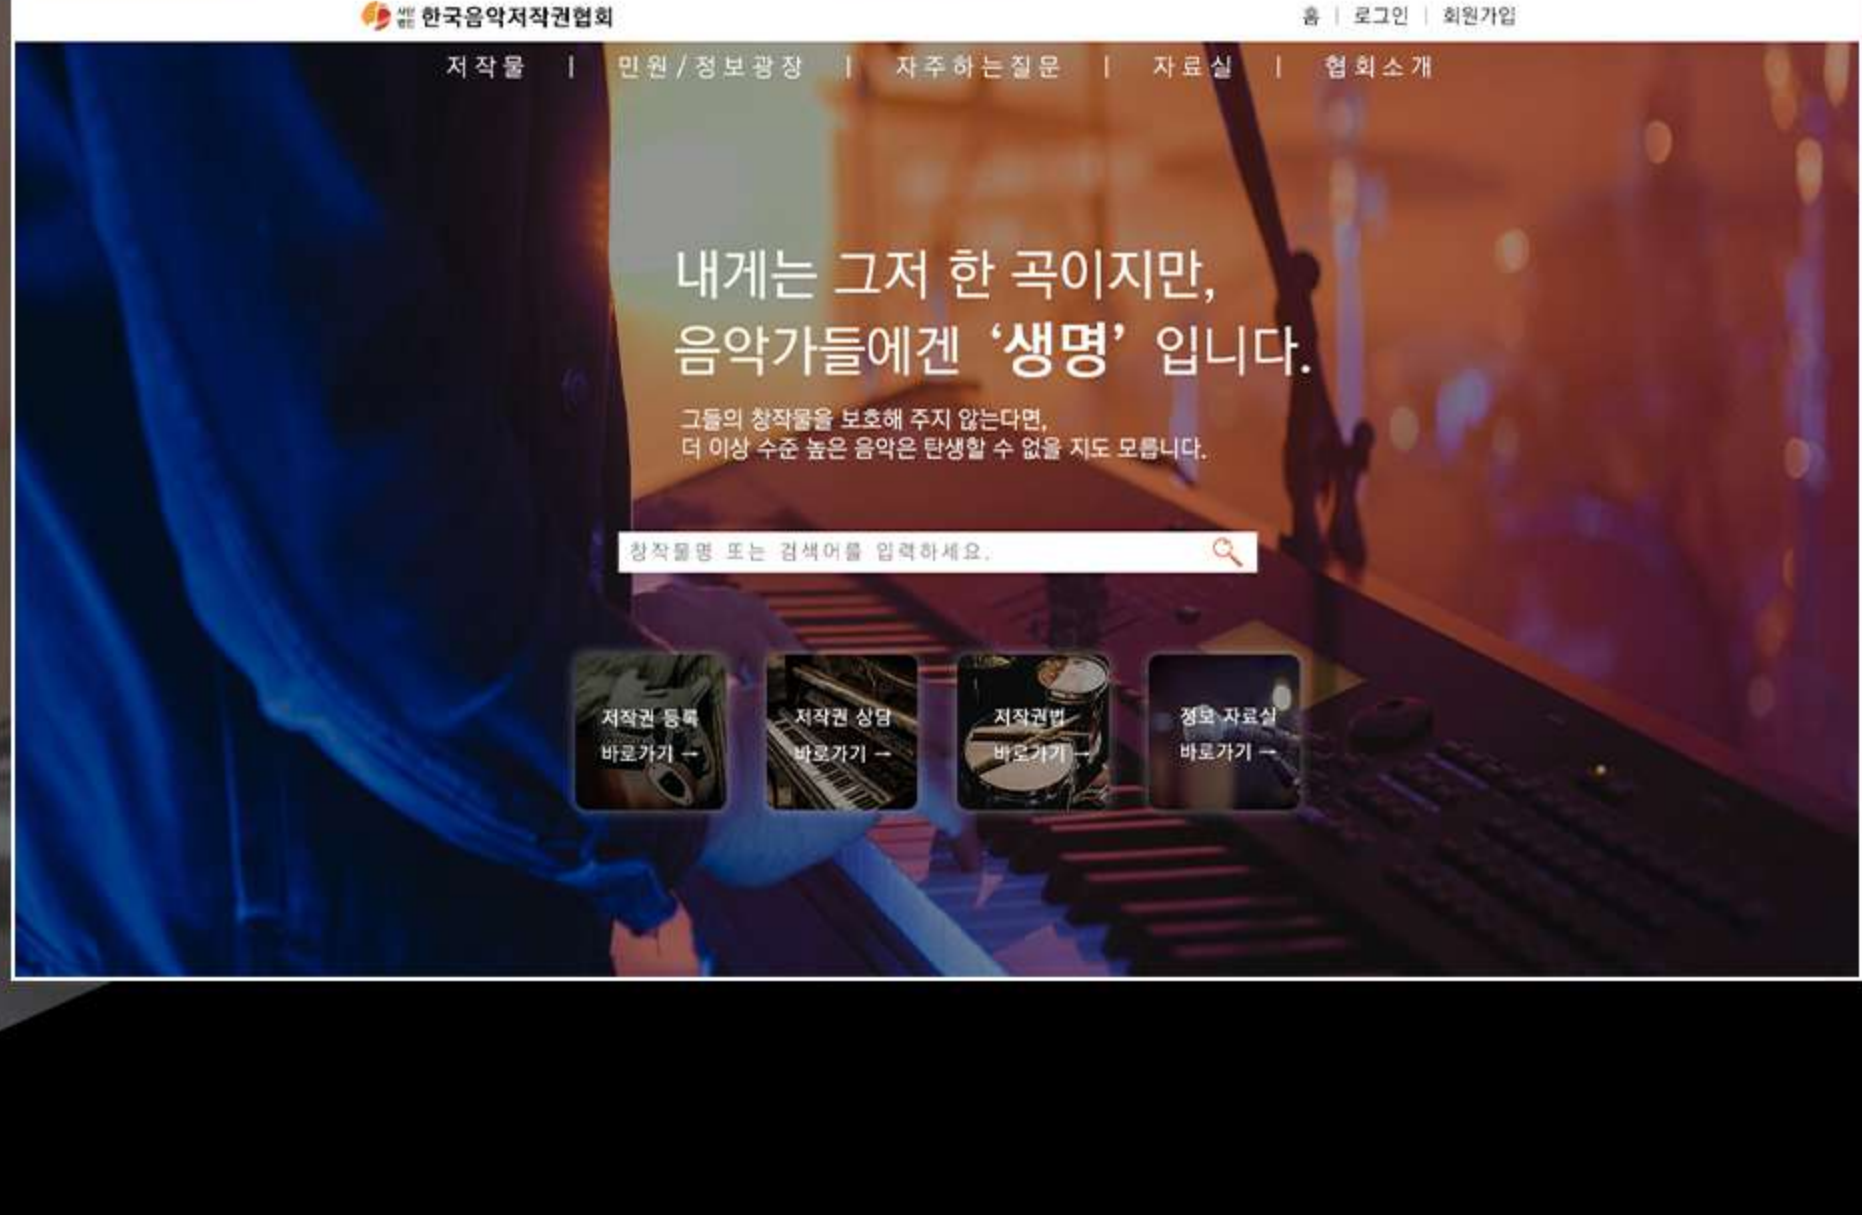 사단법인 한국음악저작권협회
홈 | 로그인 | 회원가입
저작물 | 민원/정보광장 | 자주하는질문 | 자료실 | 협회소개
내게는 그저 한 곡이지만,
음악가들에겐 ‘생명’ 입니다.
그들의 창작물을 보호해 주지 않는다면,
더 이상 수준 높은 음악은 탄생할 수 없을 지도 모릅니다.
창작물명 또는 검색어를 입력하세요.
저작권 등록
바로가기 →
저작권 상담
바로가기 →
저작권법
바로가기 →
정보 자료실
바로가기 →